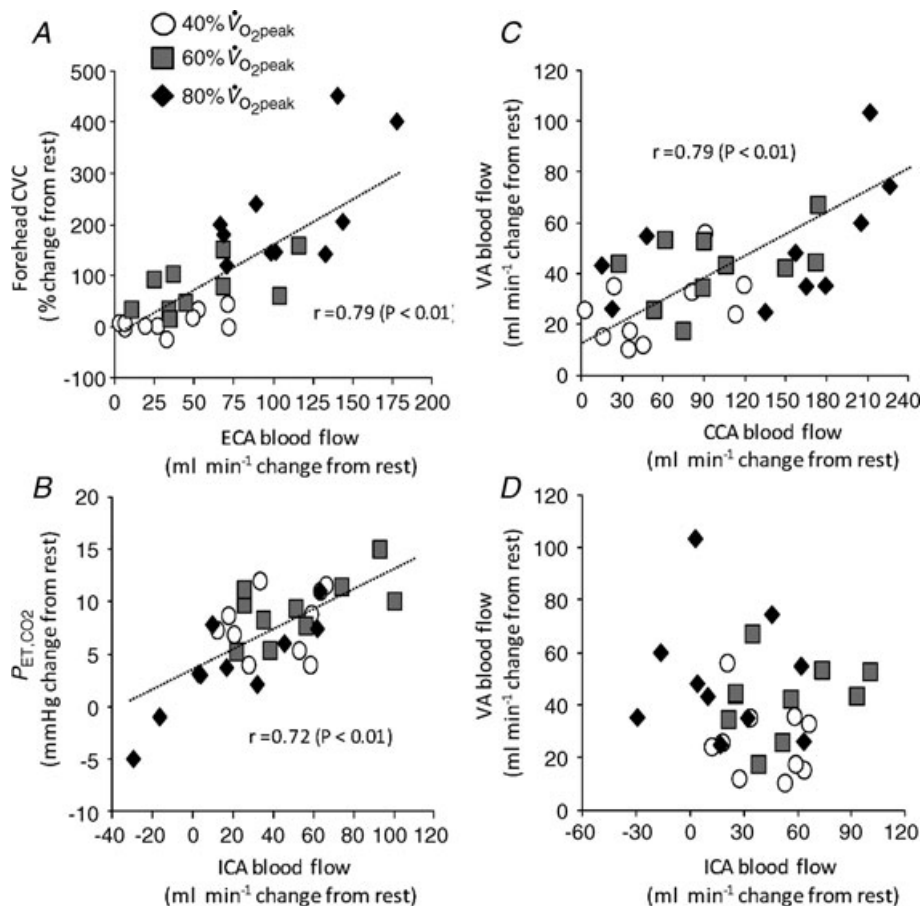 A
40% V̇O2peak
60% V̇O2peak
80% V̇O2peak
Forehead CVC
(% change from rest)
500
400
300
200
100
0
-100
r =0.79 (P < 0.01)
0 25 50 75 100 125 150 175 200
ECA blood flow
(ml min-1 change from rest)
C
VA blood flow
(ml min-1 change from rest)
120
100
80
60
40
20
0
r =0.79 (P < 0.01)
0 30 60 90 120 150 180 210 240
CCA blood flow
(ml min-1 change from rest)
B
PET,CO2
(mmHg change from rest)
20
15
10
5
0
-5
-10
r=0.72 (P < 0.01)
-40 -20 0 20 40 60 80 100 120
ICA blood flow
(ml min-1 change from rest)
D
VA blood flow
(ml min-1 change from rest)
120
100
80
60
40
20
0
-60 -30 0 30 60 90 120
ICA blood flow
(ml min-1 change from rest)